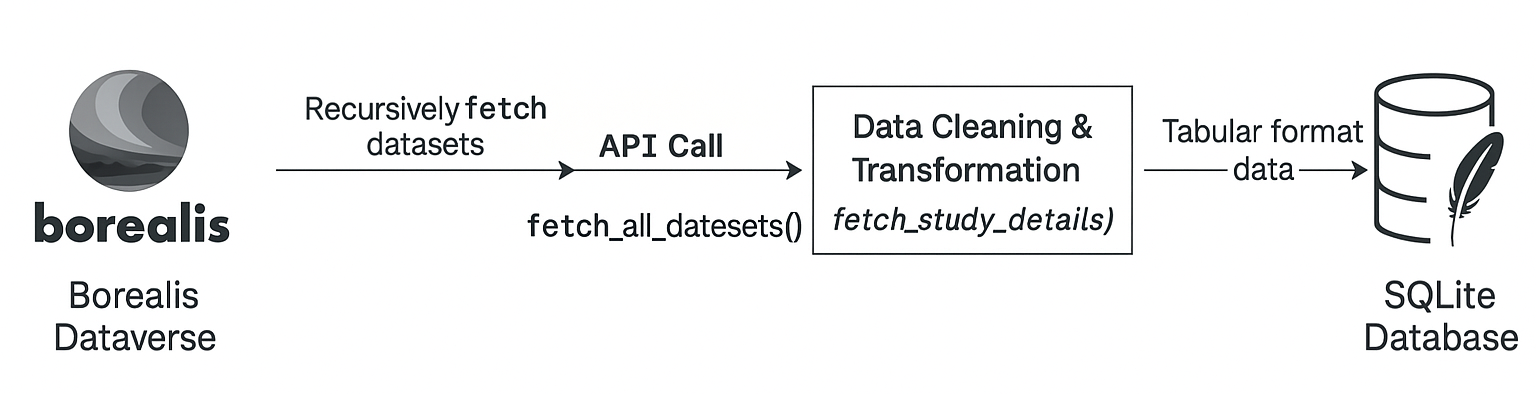 borealis
Borealis
Dataverse
Recursively fetch
datasets
API Call
fetch_all_datesets()
Data Cleaning &
Transformation
fetch_study_details)
Tabular format
data
SQLite
Database